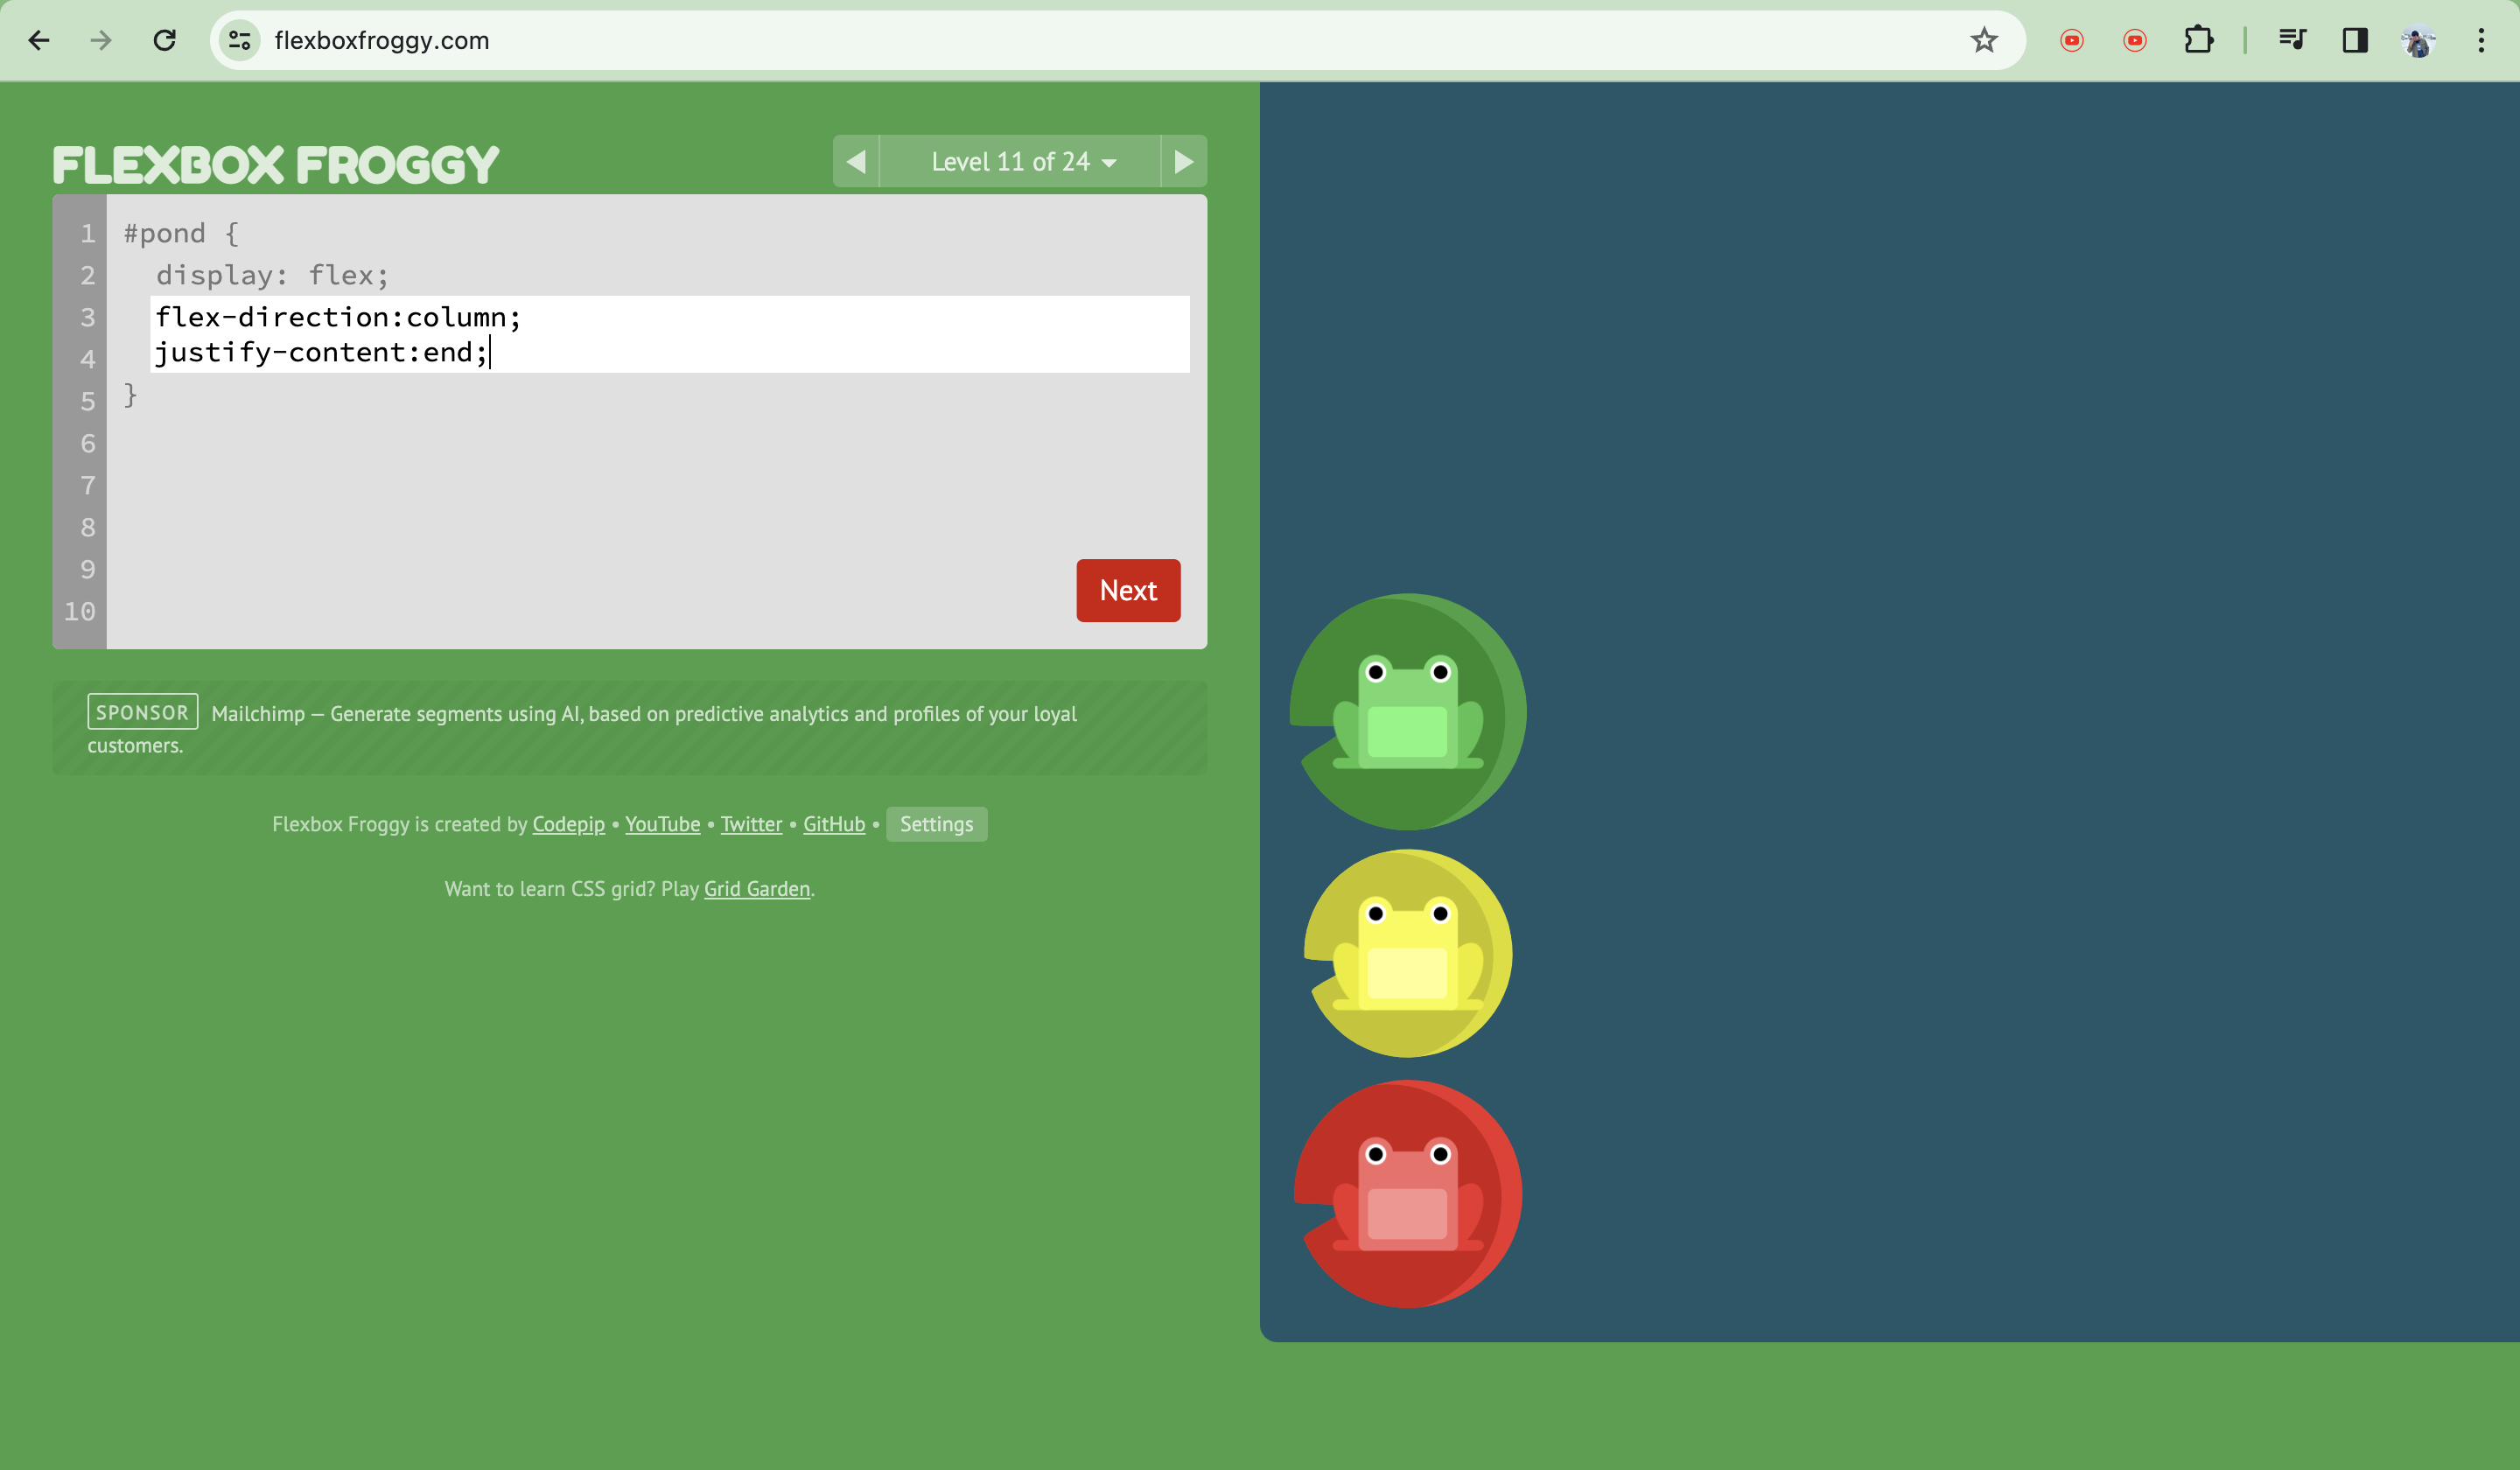 flexboxfroggy.com
FLEXBOX FROGGY
Level 11 of 24
1 #pond {
2 display: flex;
3 flex-direction:column;
4 justify-content:end;
5 }
6
7
8
9
10
Next
SPONSOR Mailchimp — Generate segments using AI, based on predictive analytics and profiles of your loyal
customers.
Flexbox Froggy is created by Codepip • YouTube • Twitter • GitHub • Settings
Want to learn CSS grid? Play Grid Garden.